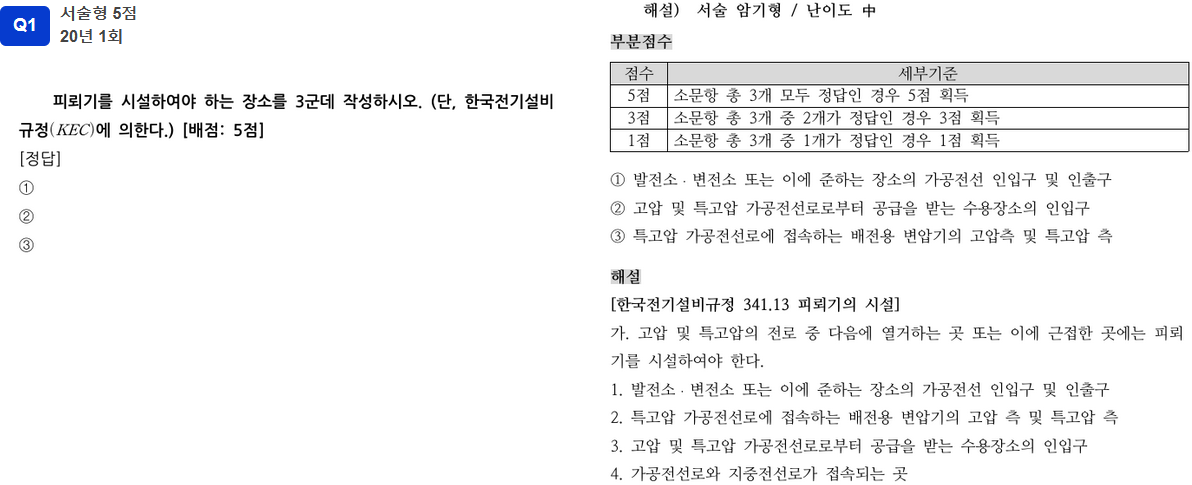 Q1
서술형 5점
20년 1회
피뢰기를 시설하여야 하는 장소를 3군데 작성하시오. (단, 한국전기설비
규정(KEC)에 의한다.) [배점: 5점]
[정답]
①
②
③
해설) 서술 암기형 / 난이도 中
부분점수
점수 세부기준
5점 소문항 총 3개 모두 정답인 경우 5점 획득
3점 소문항 총 3개 중 2개가 정답인 경우 3점 획득
1점 소문항 총 3개 중 1개가 정답인 경우 1점 획득
① 발전소·변전소 또는 이에 준하는 장소의 가공전선 인입구 및 인출구
② 고압 및 특고압 가공전선로로부터 공급을 받는 수용장소의 인입구
③ 특고압 가공전선로에 접속하는 배전용 변압기의 고압측 및 특고압 측
해설
[한국전기설비규정 341.13 피뢰기의 시설]
가. 고압 및 특고압의 전로 중 다음에 열거하는 곳 또는 이에 근접한 곳에는 피뢰
기를 시설하여야 한다.
1. 발전소·변전소 또는 이에 준하는 장소의 가공전선 인입구 및 인출구
2. 특고압 가공전선로에 접속하는 배전용 변압기의 고압 측 및 특고압 측
3. 고압 및 특고압 가공전선로로부터 공급을 받는 수용장소의 인입구
4. 가공전선로와 지중전선로가 접속되는 곳